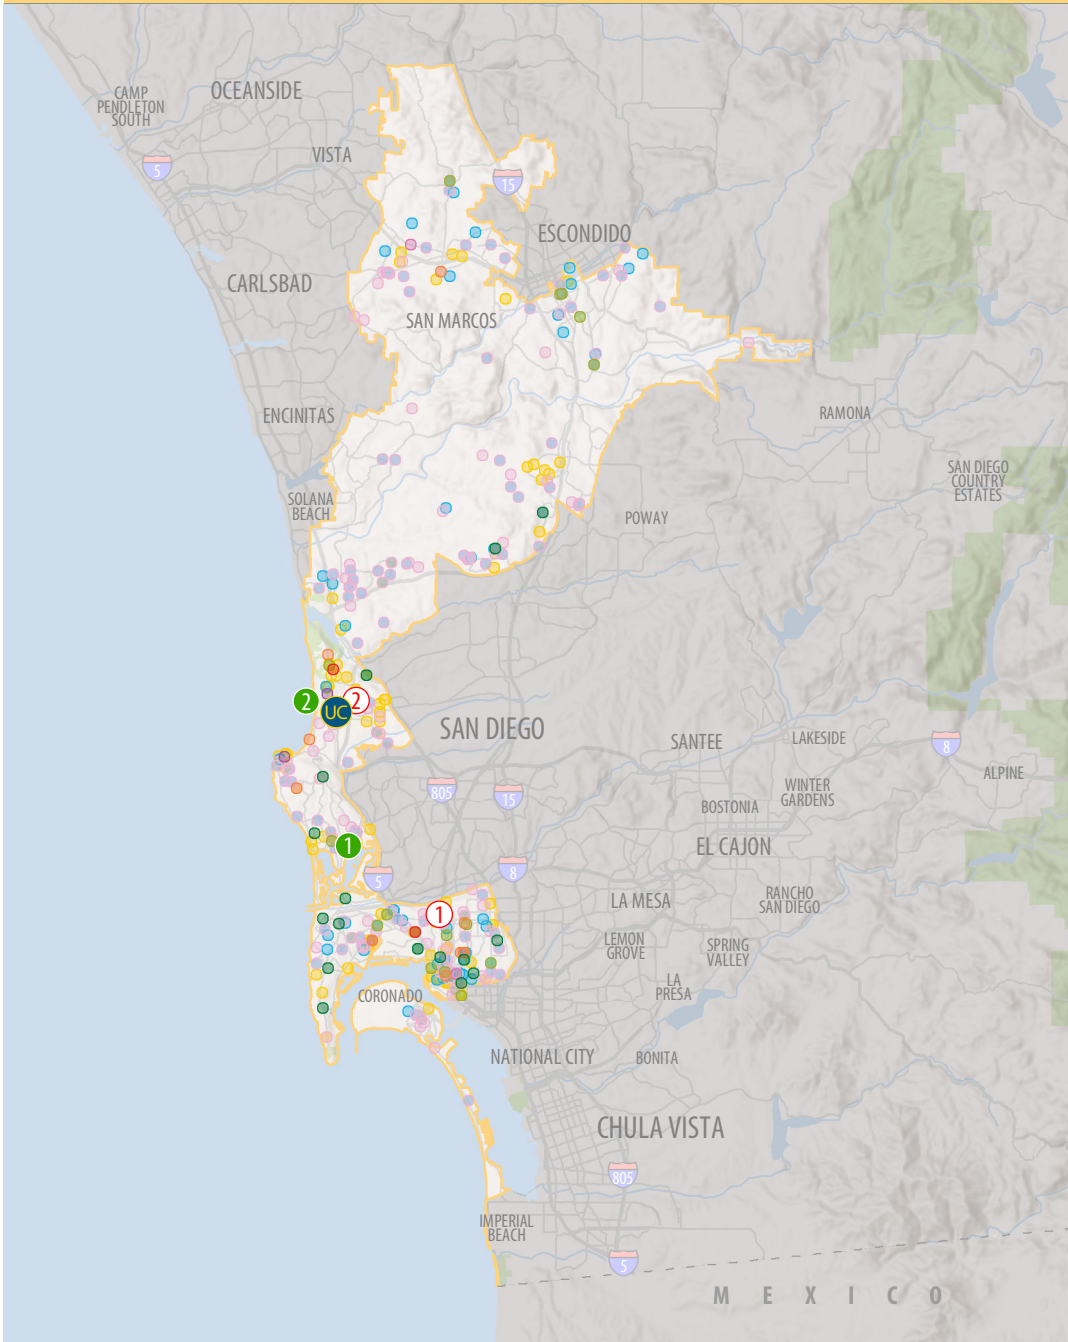 OCEANSIDE
CAMP
PENDLETON
SOUTH
VISTA
5
15
ESCONDIDO
CARLSBAD
SAN MARCOS
ENCINITAS
RAMONA
SAN DIEGO
COUNTRY
ESTATES
SOLANA
BEACH
POWAY
2
2
UC
SAN DIEGO
SANTEE
LAKESIDE
8
ALPINE
805
15
WINTER
GARDENS
BOSTONIA
1
EL CAJON
5
8
LA MESA
RANCHO
SAN DIEGO
1
LEMON
GROVE
SPRING
VALLEY
LA
PRESA
CORONADO
NATIONAL CITY
BONITA
CHULA VISTA
805
IMPERIAL
BEACH
5
MEXICO